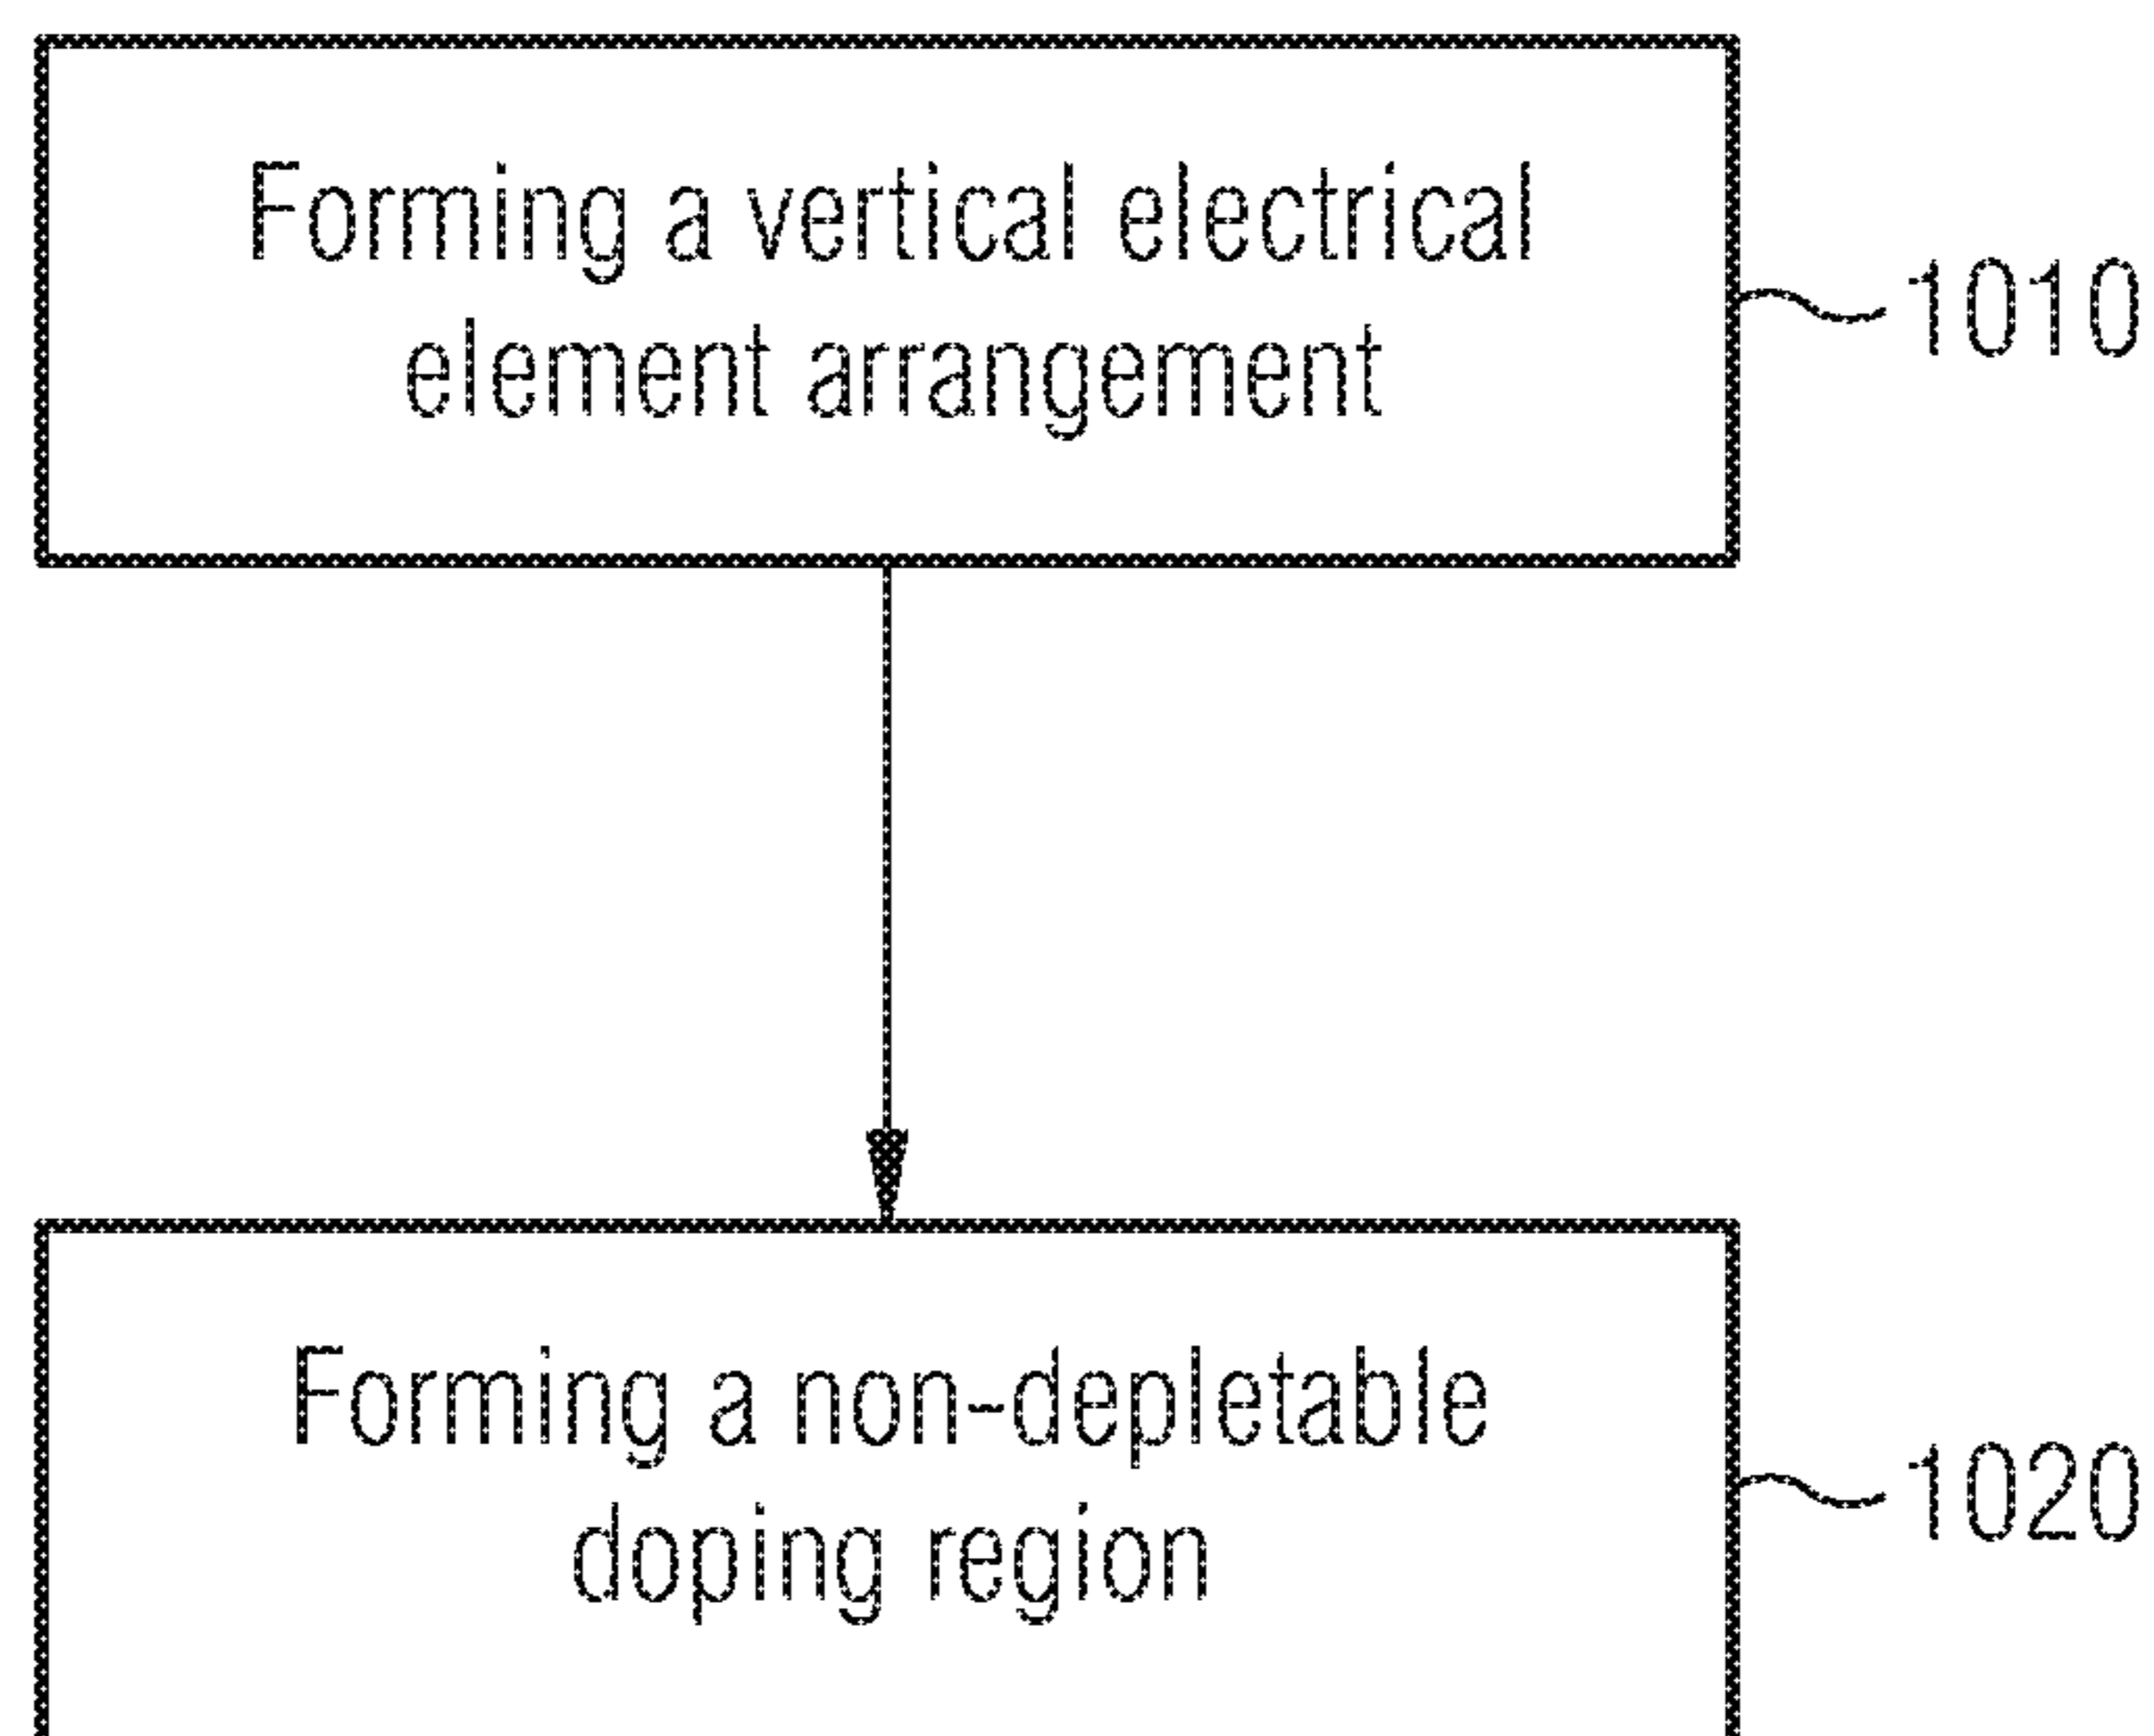 Forming a vertical electrical
element arrangement
1010
Forming a non-depletable
doping region
1020